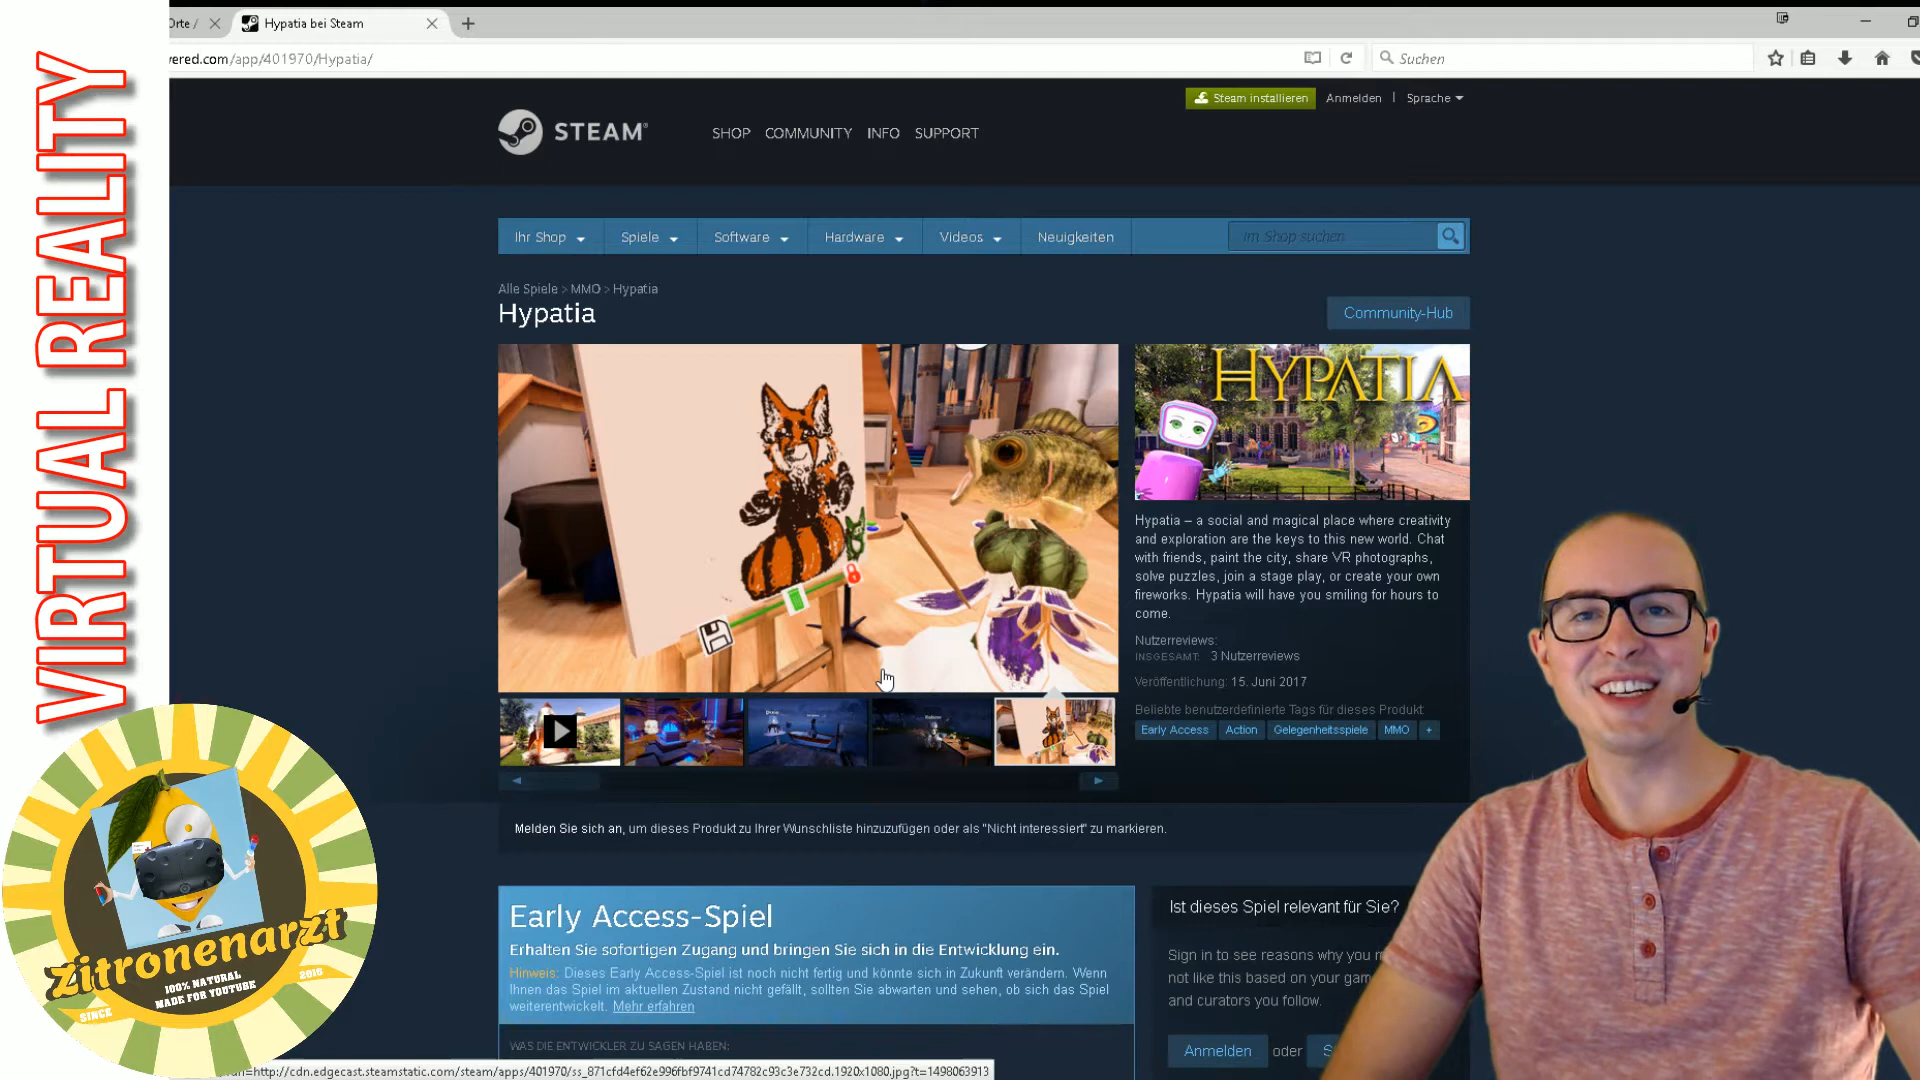 Orte /
Hypatia bei Steam
vered.com/app/401970/Hypatia/
Suchen
VIRTUAL REALITY
Steam installieren
Anmelden
Sprache
STEAM
SHOP COMMUNITY INFO SUPPORT
Ihr Shop Spiele Software Hardware Videos Neuigkeiten
Im Shop suchen
Alle Spiele > MMO > Hypatia
Hypatia
Community-Hub
HYPATIA
Hypatia – a social and magical place where creativity
and exploration are the keys to this new world. Chat
with friends, paint the city, share VR photographs,
solve puzzles, join a stage play, or create your own
fireworks. Hypatia will have you smiling for hours to
come.
Nutzerreviews:
INSGESAMT: 3 Nutzerreviews
Veröffentlichung: 15. Juni 2017
Beliebte benutzerdefinierte Tags für dieses Produkt:
Early Access Action Gelegenheitsspiele MMO +
Melden Sie sich an, um dieses Produkt zu Ihrer Wunschliste hinzuzufügen oder als "Nicht interessiert" zu markieren.
Early Access-Spiel
Erhalten Sie sofortigen Zugang und bringen Sie sich in die Entwicklung ein.
Hinweis: Dieses Early Access-Spiel ist noch nicht fertig und könnte sich in Zukunft verändern. Wenn
Ihnen das Spiel im aktuellen Zustand nicht gefällt, sollten Sie abwarten und sehen, ob sich das Spiel
weiterentwickelt. Mehr erfahren
WAS DIE ENTWICKLER ZU SAGEN HABEN:
Ist dieses Spiel relevant für Sie?
Sign in to see reasons why you m
not like this based on your gam
and curators you follow.
Anmelden oder S
Zitronenarzt
100% NATURAL
MADE FOR YOUTUBE
SINCE
2016
=http://cdn.edgecast.steamstatic.com/steam/apps/401970/ss_871cfd4ef62e996fbf9741cd74782c93c3e732cd.1920x1080.jpg?t=1498063913